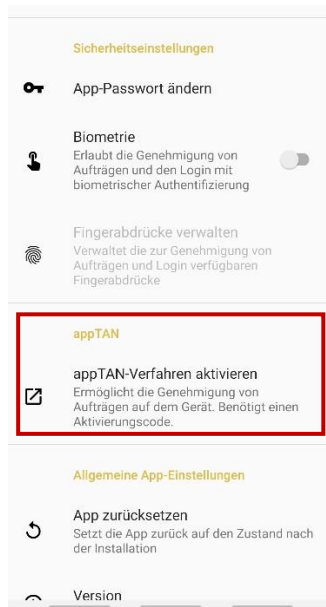 Sicherheitseinstellungen
App-Passwort ändern
Biometrie
Erlaubt die Genehmigung von
Aufträgen und den Login mit
biometrischer Authentifizierung
Fingerabdrücke verwalten
Verwaltet die zur Genehmigung von
Aufträgen und Login verfügbaren
Fingerabdrücke
appTAN
appTAN-Verfahren aktivieren
Ermöglicht die Genehmigung von
Aufträgen auf dem Gerät. Benötigt einen
Aktivierungscode.
Allgemeine App-Einstellungen
App zurücksetzen
Setzt die App zurück auf den Zustand nach
der Installation
Version